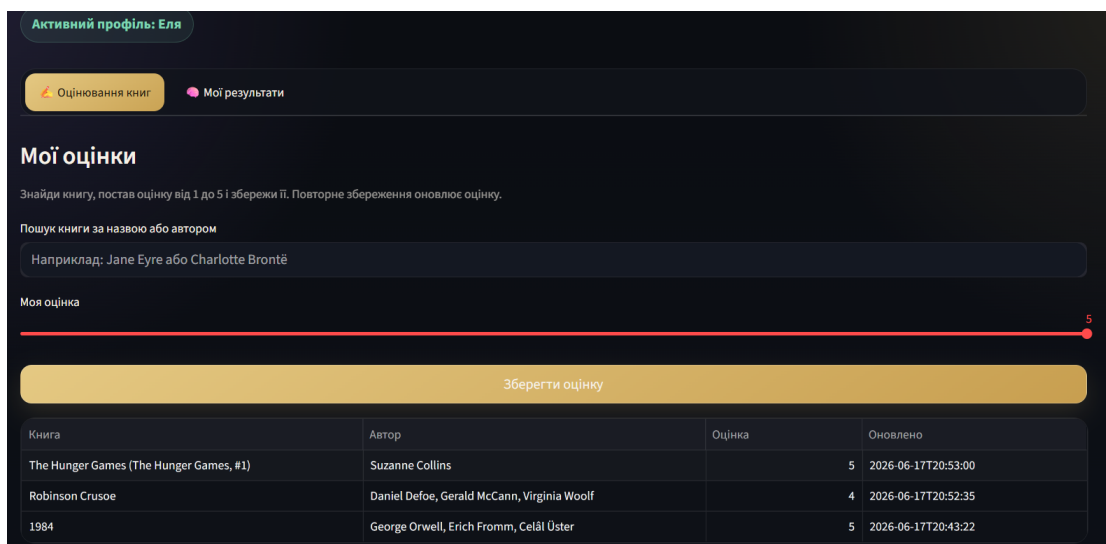 Активний профіль: Еля
✍️ Оцінювання книг 🧠 Мої результати
Мої оцінки
Знайди книгу, постав оцінку від 1 до 5 і збережи її. Повторне збереження оновлює оцінку.
Пошук книги за назвою або автором
Наприклад: Jane Eyre або Charlotte Brontë
Моя оцінка
5
Зберегти оцінку
Книга Автор Оцінка Оновлено
The Hunger Games (The Hunger Games, #1) Suzanne Collins 5 2026-06-17T20:53:00
Robinson Crusoe Daniel Defoe, Gerald McCann, Virginia Woolf 4 2026-06-17T20:52:35
1984 George Orwell, Erich Fromm, Celâl Üster 5 2026-06-17T20:43:22